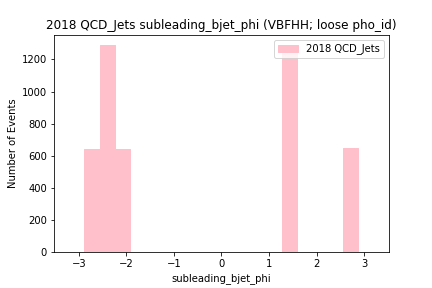 2018 QCD_Jets subleading_bjet_phi (VBFHH; loose pho_id)
2018 QCD_Jets
Number of Events
1200
1000
800
600
400
200
0
−3 −2 −1 0 1 2 3
subleading_bjet_phi